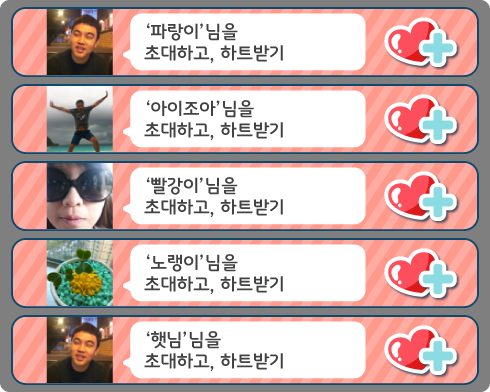 ‘파랑이’님을
초대하고, 하트받기
‘아이조아’님을
초대하고, 하트받기
‘빨강이’님을
초대하고, 하트받기
‘노랭이’님을
초대하고, 하트받기
‘햇님’님을
초대하고, 하트받기